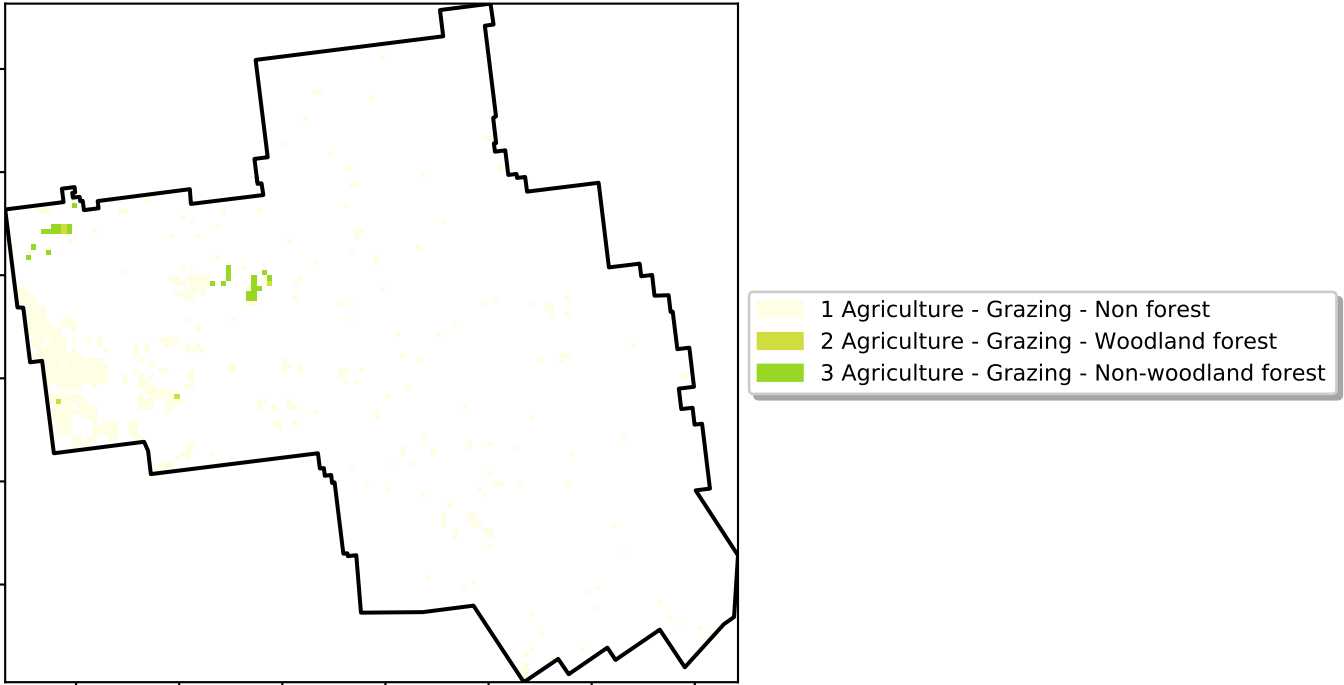 1 Agriculture - Grazing - Non forest
2 Agriculture - Grazing - Woodland forest
3 Agriculture - Grazing - Non-woodland forest